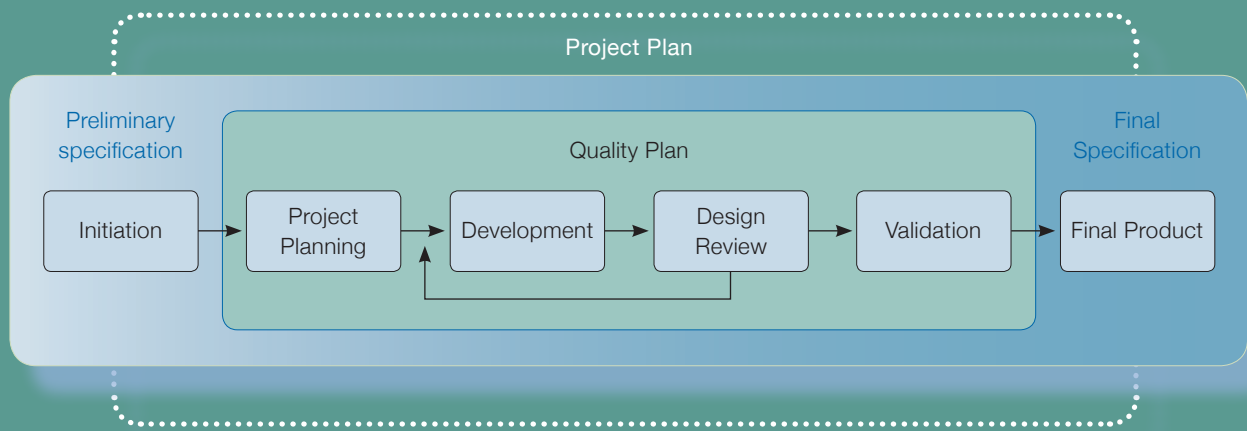 Project Plan
Preliminary
specification
Final
Specification
Quality Plan
Initiation
Project
Planning
Development
Design
Review
Validation
Final Product